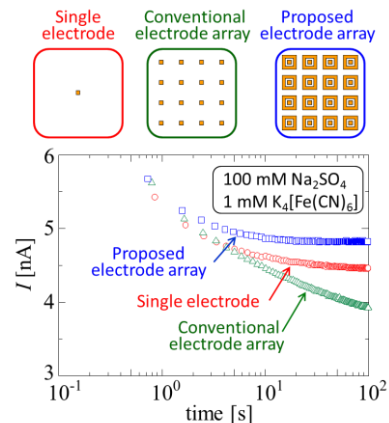 Single
electrode
Conventional
electrode array
Proposed
electrode array
6
5
4
3
I [nA]
100 mM Na₂SO₄
1 mM K₄[Fe(CN)₆]
Proposed
electrode array
Single electrode
Conventional
electrode array
10⁻¹ 10⁰ 10¹ 10²
time [s]